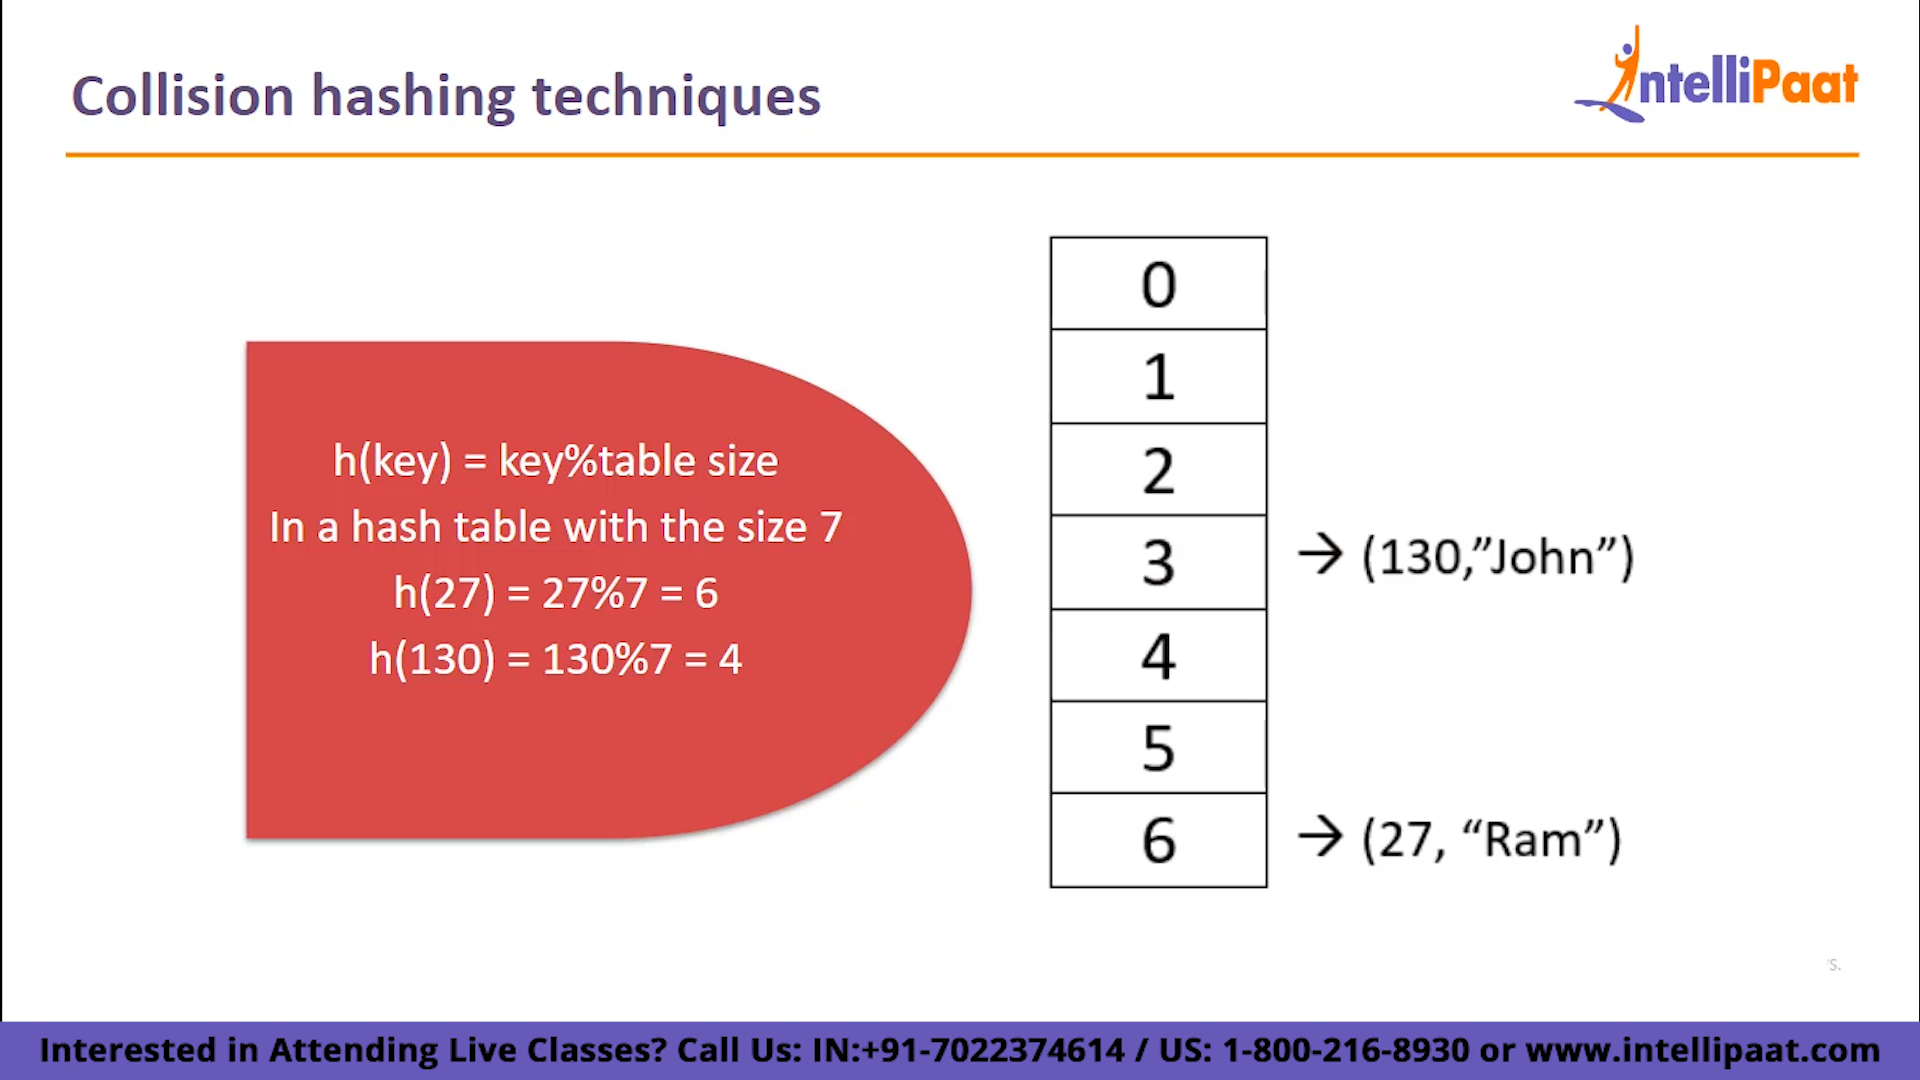 Collision hashing techniques
IntelliPaat
h(key) = key%table size
In a hash table with the size 7
h(27) = 27%7 = 6
h(130) = 130%7 = 4
0
1
2
3 → (130,”John”)
4
5
6 → (27, “Ram”)
s.
Interested in Attending Live Classes? Call Us: IN:+91-7022374614 / US: 1-800-216-8930 or www.intellipaat.com